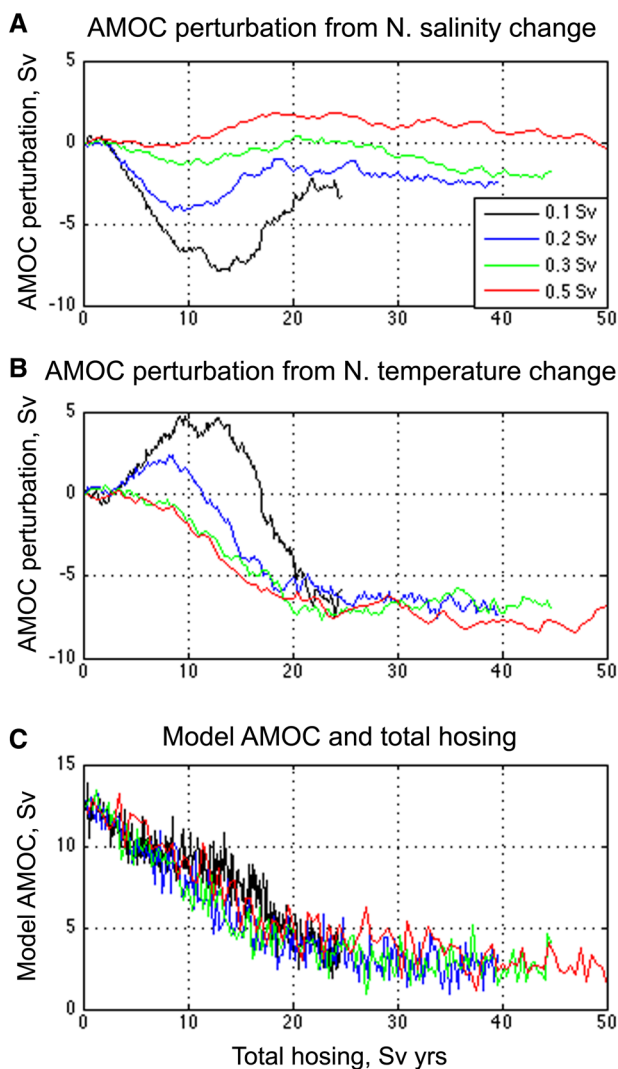 A AMOC perturbation from N. salinity change
AMOC perturbation, Sv
5
0
-5
-10
0 10 20 30 40 50
0.1 Sv
0.2 Sv
0.3 Sv
0.5 Sv
B AMOC perturbation from N. temperature change
AMOC perturbation, Sv
5
0
-5
-10
0 10 20 30 40 50
C Model AMOC and total hosing
Model AMOC, Sv
15
10
5
0
0 10 20 30 40 50
Total hosing, Sv yrs